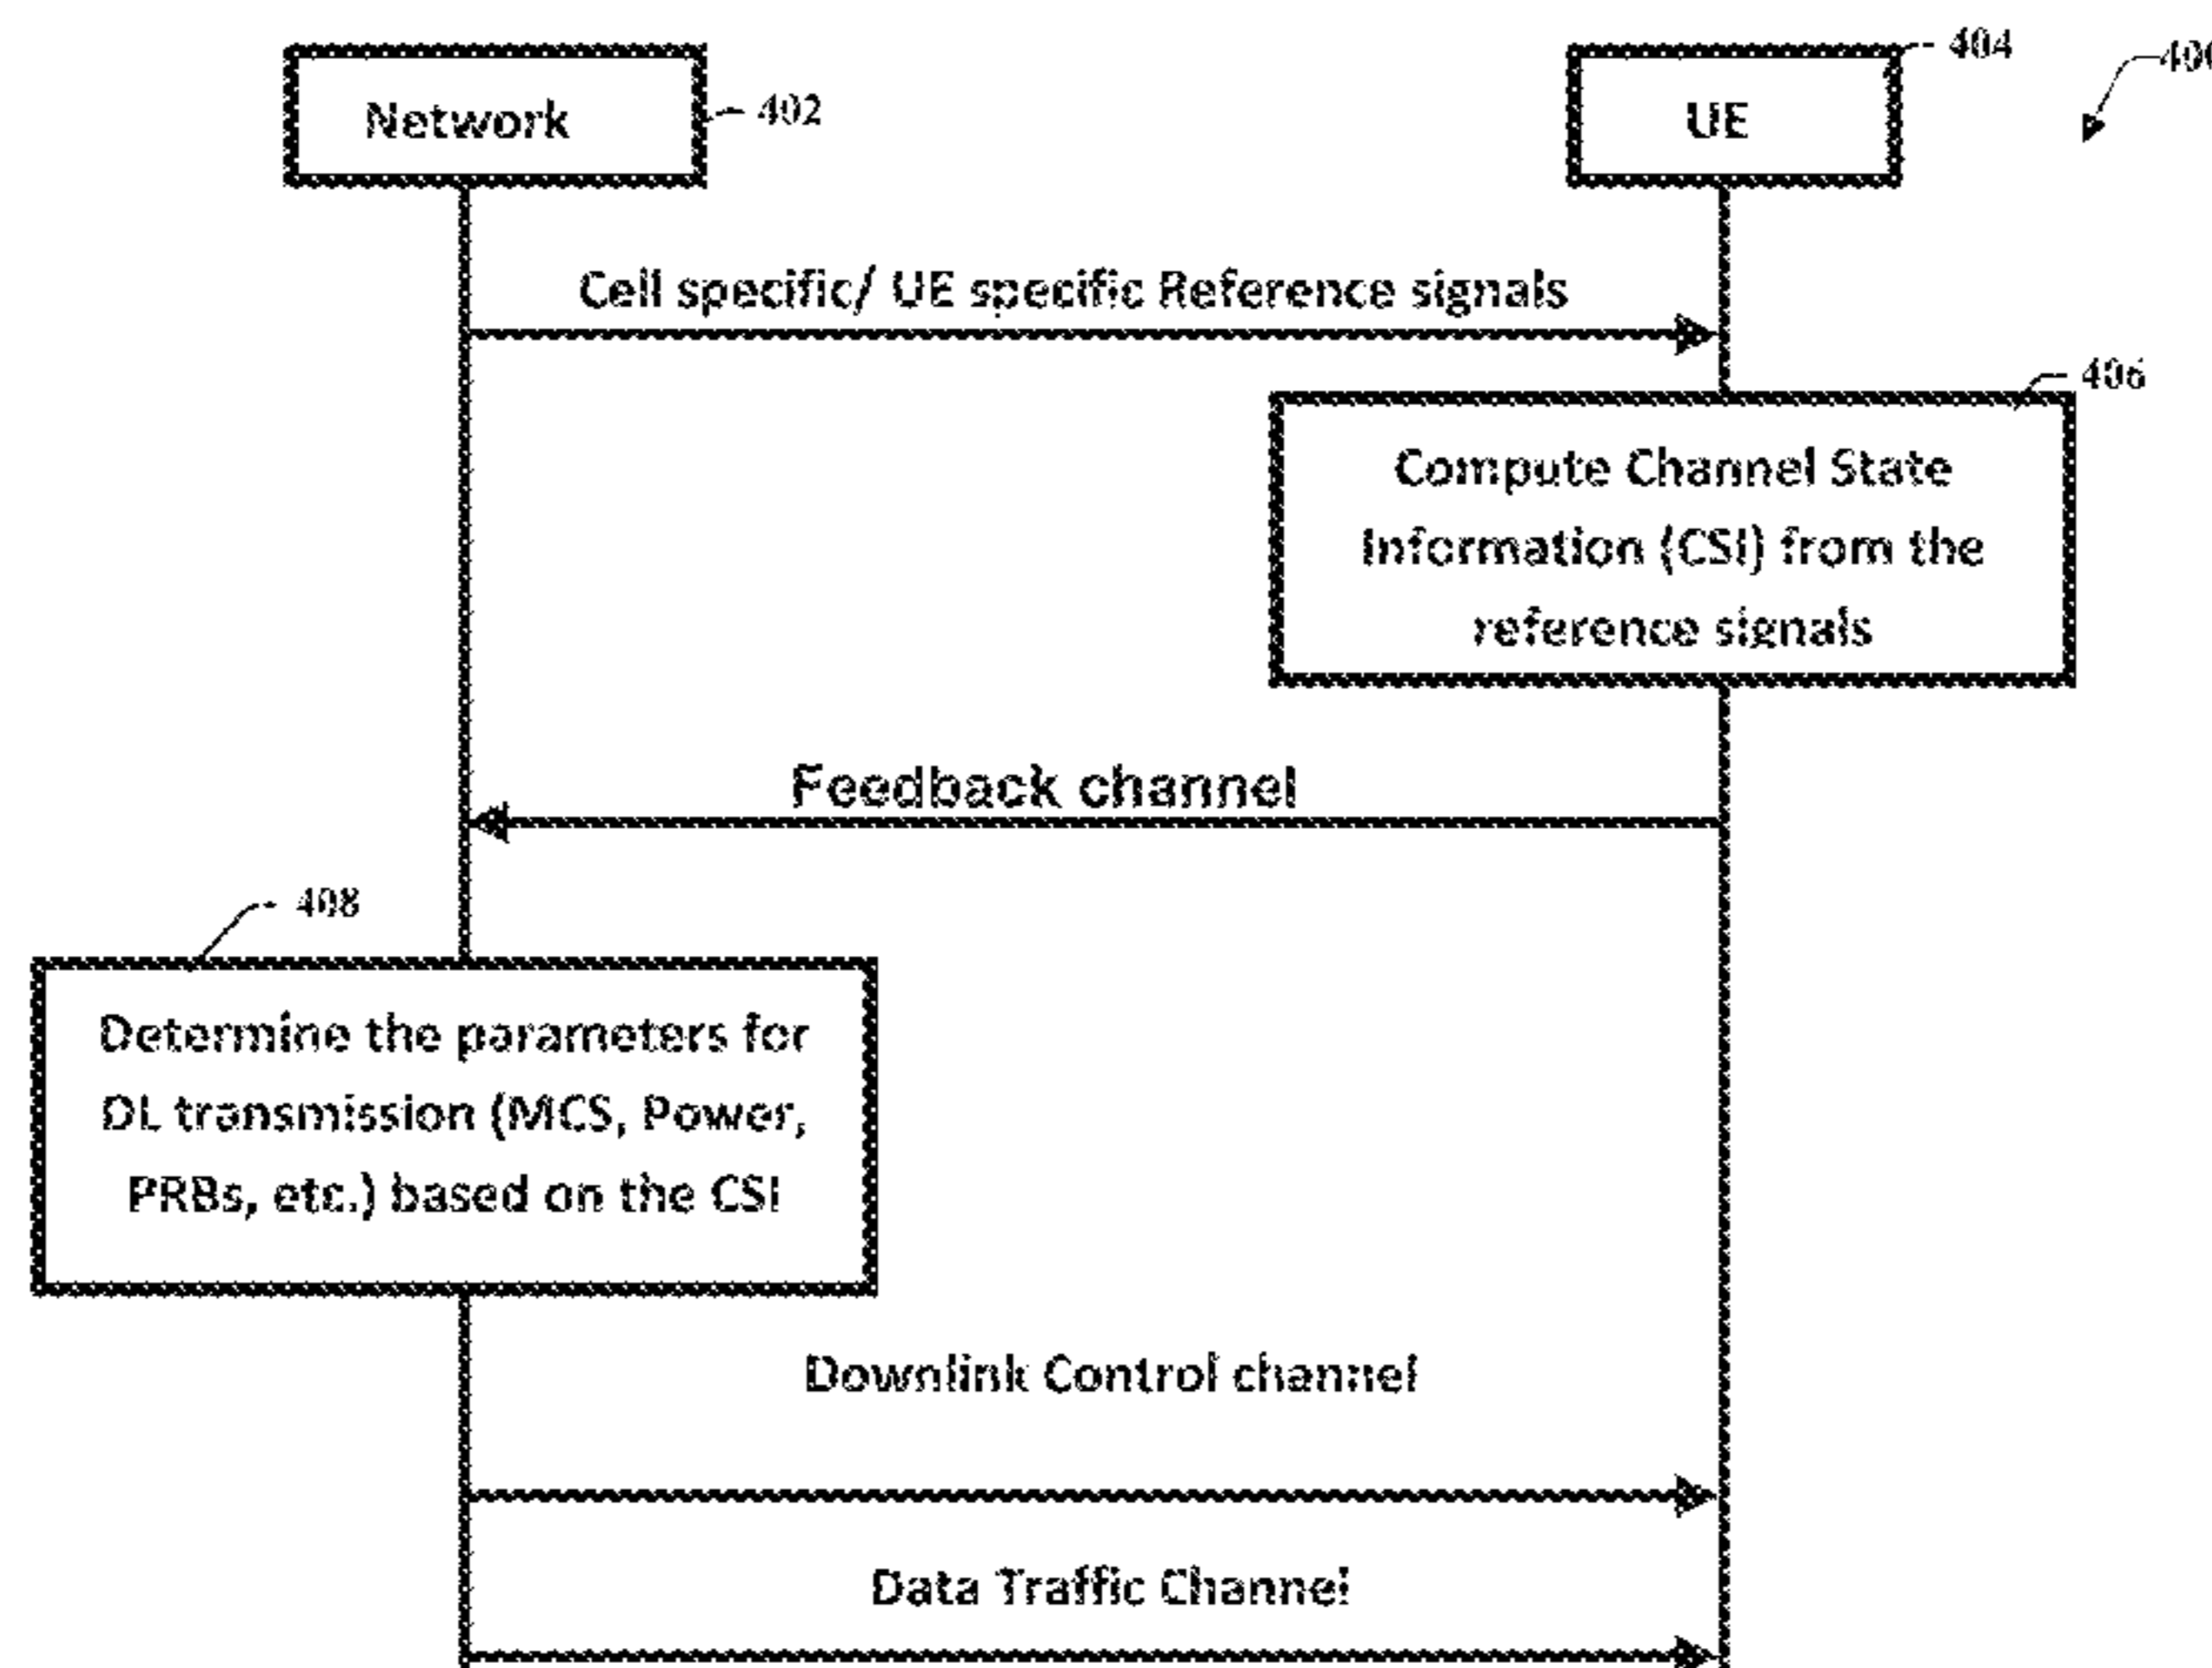 404
400
Network
402
UE
Cell specific/ UE specific Reference signals
406
Compute Channel State
Information (CSI) from the
reference signals
Feedback channel
408
Determine the parameters for
DL transmission (MCS, Power,
PRBs, etc.) based on the CSI
Downlink Control channel
Data Traffic Channel